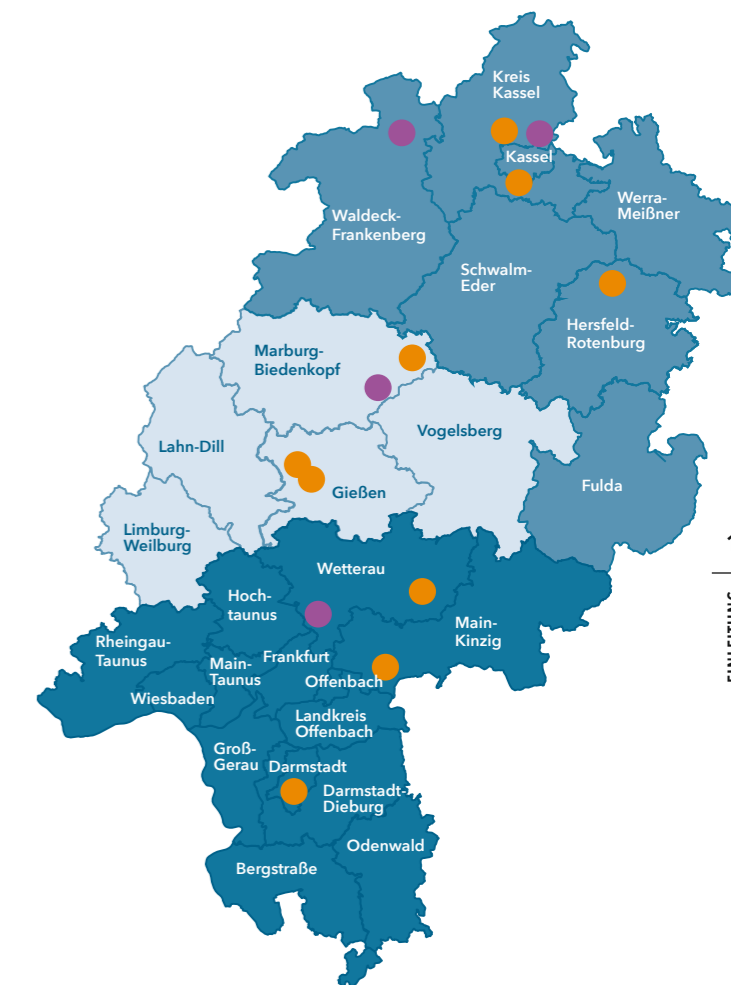 Kreis
Kassel
Kassel
Werra-
Meißner
Waldeck-
Frankenberg
Schwalm-
Eder
Hersfeld-
Rotenburg
Marburg-
Biedenkopf
Vogelsberg
Lahn-Dill
Gießen
Fulda
Limburg-
Weilburg
Wetterau
Hoch-
taunus
Main-
Kinzig
Rheingau-
Taunus
Frankfurt
Main-
Taunus
Offenbach
Wiesbaden
Landkreis
Offenbach
Groß-
Gerau
Darmstadt
Darmstadt-
Dieburg
Odenwald
Bergstraße
EINLEITUNG